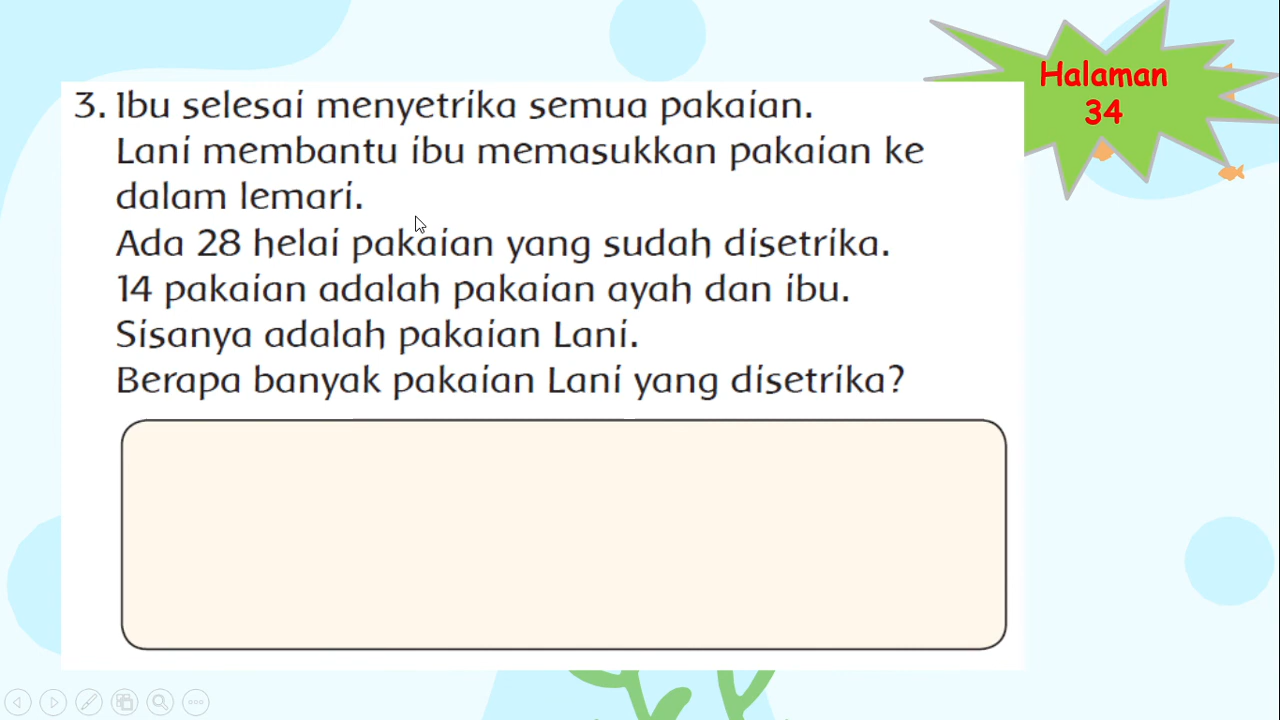 Halaman
34
3. Ibu selesai menyetrika semua pakaian.
Lani membantu ibu memasukkan pakaian ke
dalam lemari.
Ada 28 helai pakaian yang sudah disetrika.
14 pakaian adalah pakaian ayah dan ibu.
Sisanya adalah pakaian Lani.
Berapa banyak pakaian Lani yang disetrika?